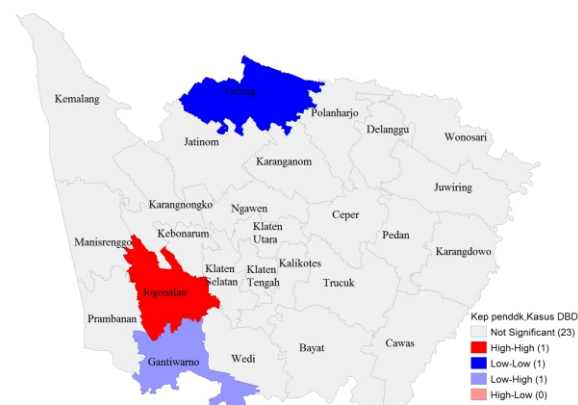 Tulung
Kemalang
Polanharjo
Delanggu
Wonosari
Jatinom
Karanganom
Juwiring
Karangnongko
Ngawen
Ceper
Klaten
Utara
Kebonarum
Pedan
Manisrenggo
Karangdowo
Klaten
Selatan
Klaten
Tengah
Kalikotes
Trucuk
Jogonalan
Prambanan
Kep penddk,Kasus DBD
Not Significant (23)
High-High (1)
Low-Low (1)
Low-High (1)
High-Low (0)
Gantiwarno
Wedi
Bayat
Cawas